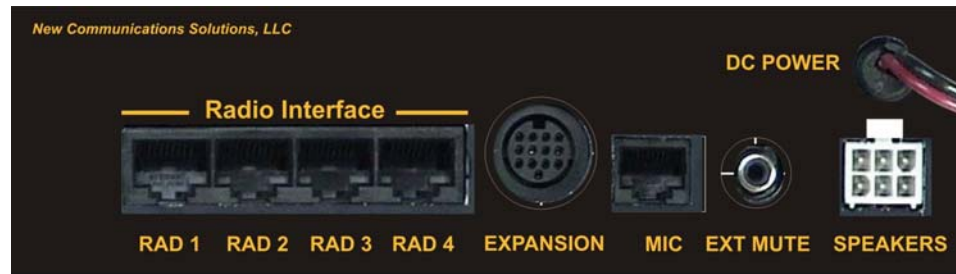 New Communications Solutions, LLC
DC POWER
Radio Interface
RAD 1 RAD 2 RAD 3 RAD 4 EXPANSION MIC EXT MUTE SPEAKERS